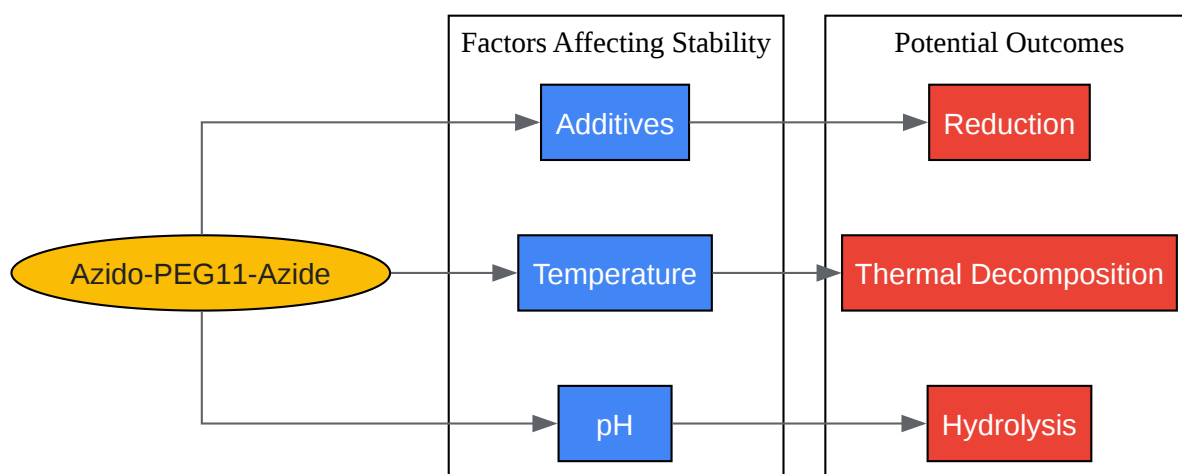 Factors Affecting Stability
Potential Outcomes
Additives
Reduction
Azido-PEG11-Azide
Temperature
Thermal Decomposition
pH
Hydrolysis